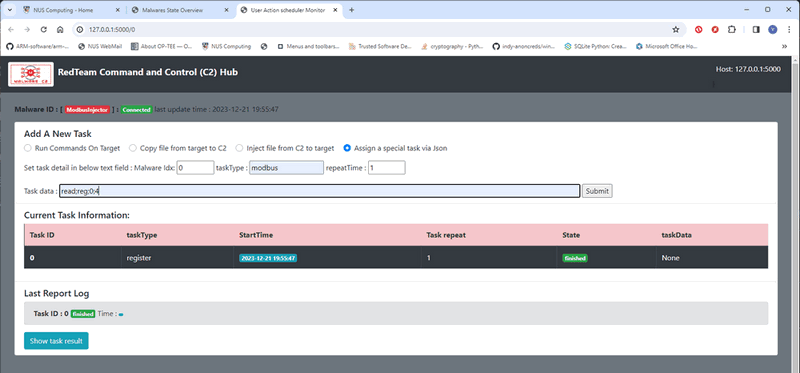 NUS Computing - Home
Malwares State Overview
User Action scheduler Monitor
127.0.0.1:5000/0
ARM-software/arm-...
NUS WebMail
About OP-TEE — O...
NUS Computing
Menus and toolbars...
Trusted Software De...
cryptography - Pyt...
indy-anoncreds/win...
SQLite Python: Creat...
Microsoft Office Ho...
MALWARE C2
RedTeam Command and Control (C2) Hub
Host: 127.0.0.1:5000
Malware ID : [ ModbusInjector ] : Connected last update time : 2023-12-21 19:55:47
Add A New Task
Run Commands On Target
Copy file from target to C2
Inject file from C2 to target
Assign a special task via Json
Set task detail in below text field : Malware Idx: 0 taskType : modbus repeatTime : 1
Task data : read;reg;0;4 Submit
Current Task Information:
Task ID taskType StartTime Task repeat State taskData
0 register 2023-12-21 19:55:47 1 finished None
Last Report Log
Task ID : 0 finished Time :
Show task result